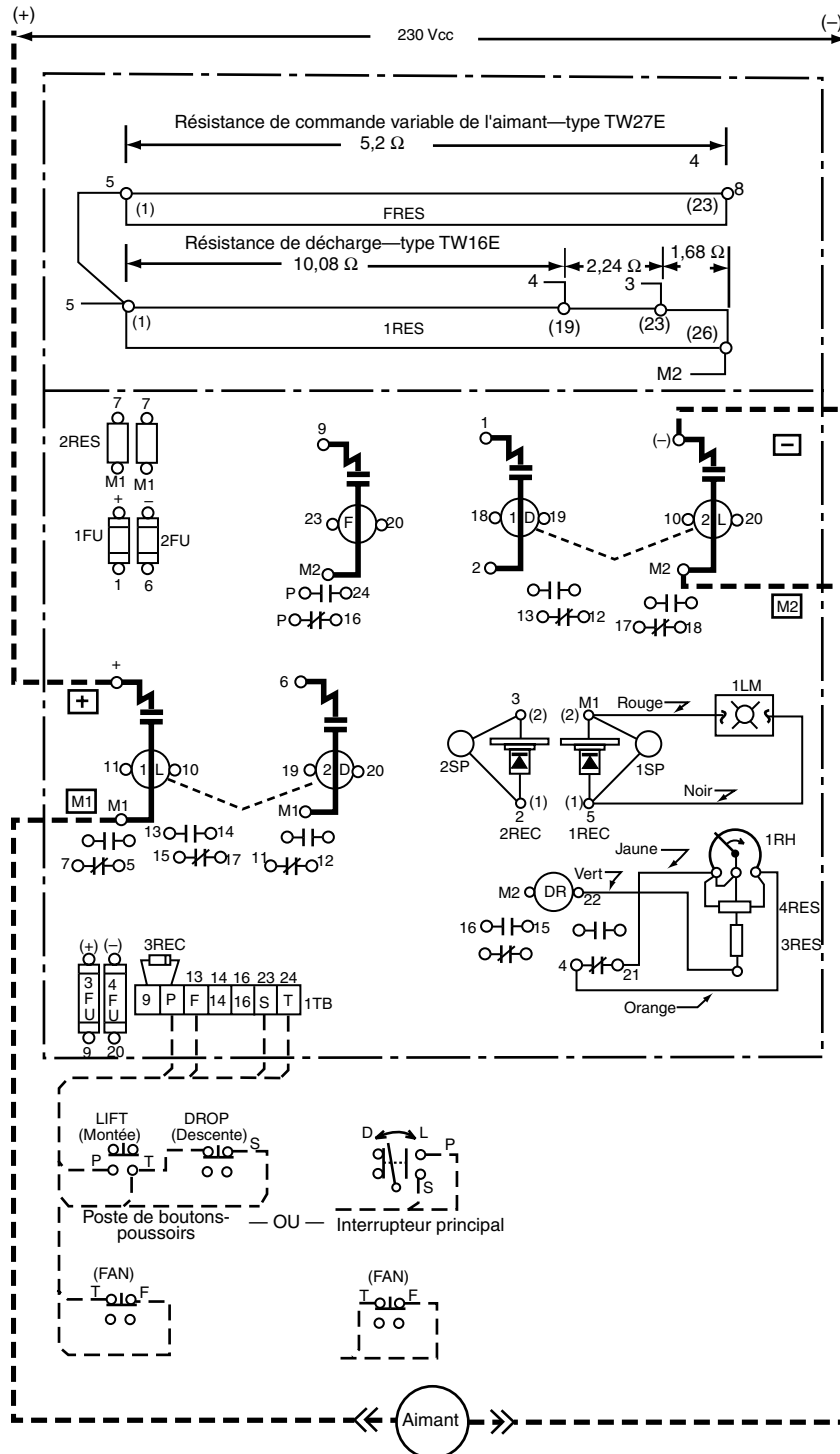 (+) (–)
230 Vcc
Résistance de commande variable de l'aimant—type TW27E
5,2 Ω
4
5 8
(1) FRES (23)
Résistance de décharge—type TW16E
10,08 Ω 2,24 Ω 1,68 Ω
4 3
5
(1) 1RES (19) (23) (26)
M2
7 7
2RES
M1 M1
+ –
1FU 2FU
1 6
9
23 F 20
M2
P 24
P 16
1
18 1 D 19
2
13 12
(–) –
10 2 L 20
M2
M2
17 18
+
+
11 1 L 10
M1 M1
13 14
7 5 15 17
6
19 2 D 20
M1
11 12
3 M1 Rouge 1LM
(2) (2)
2SP 1SP
Noir
(1) (1)
2 5
2REC 1REC
Jaune 1RH
Vert
M2 DR 22
4RES
16 15
3RES
4 21
Orange
(+) (–) 3REC
13 14 16 23 24
3FU 4FU 9 P F 14 16 S T 1TB
9 20
LIFT DROP
(Montée) (Descente) S
P T
D L
P
S
Poste de boutons-
poussoirs
— OU — Interrupteur principal
(FAN) (FAN)
T F T F
Aimant